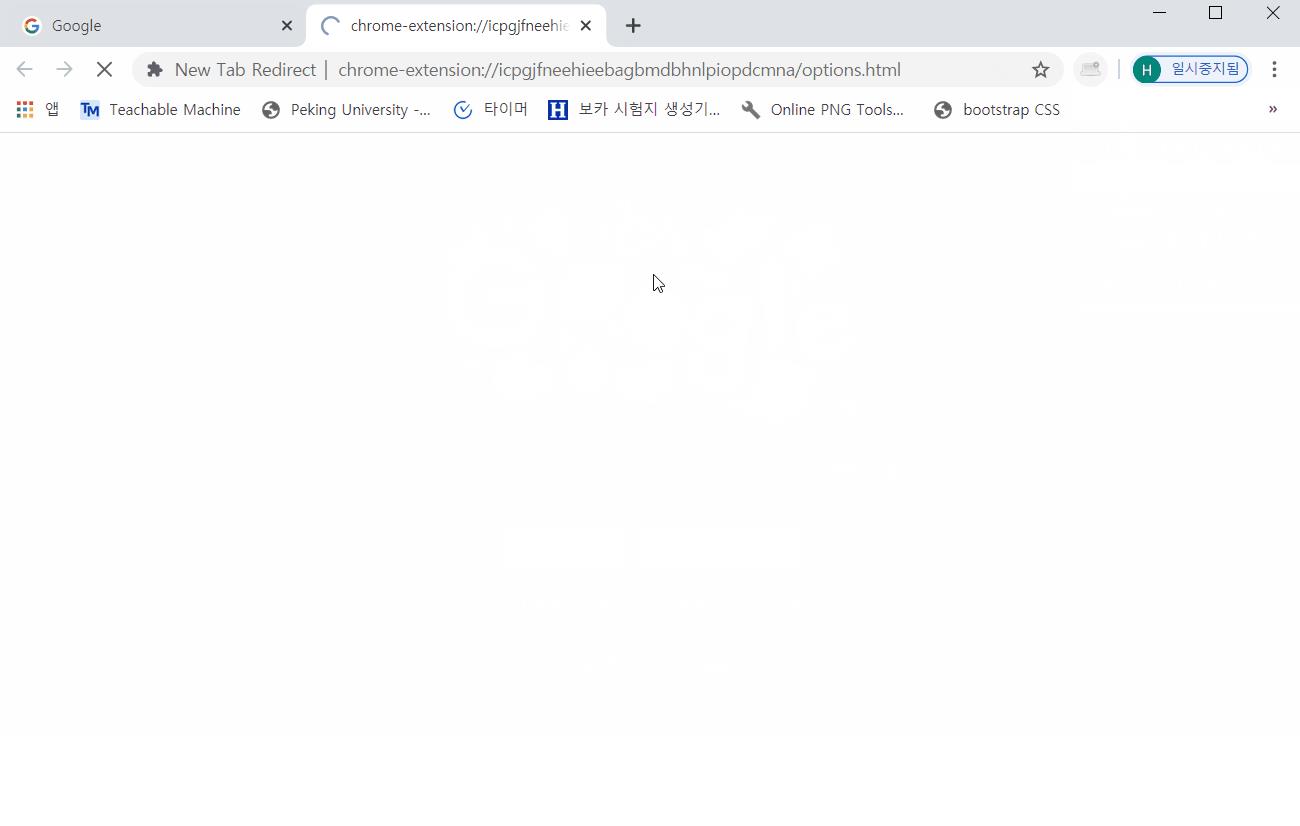 Google
chrome-extension://icpgjfneehie
New Tab Redirect | chrome-extension://icpgjfneehieebagbmdbhnlpiopdcmna/options.html
H 일시중지됨
앱 TM Teachable Machine Peking University -... 타이머 H 보카 시험지 생성기... Online PNG Tools... bootstrap CSS »